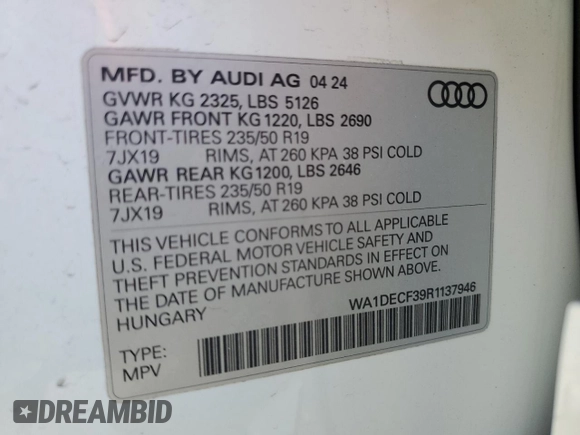 MFD. BY AUDI AG 04 24
GVWR KG 2325, LBS 5126
GAWR FRONT KG 1220, LBS 2690
FRONT-TIRES 235/50 R19
7JX19 RIMS, AT 260 KPA 38 PSI COLD
GAWR REAR KG1200, LBS 2646
REAR-TIRES 235/50 R19
7JX19 RIMS, AT 260 KPA 38 PSI COLD
THIS VEHICLE CONFORMS TO ALL APPLICABLE
U.S. FEDERAL MOTOR VEHICLE SAFETY AND
THEFT PREVENTION STANDARDS IN EFFECT ON
THE DATE OF MANUFACTURE SHOWN ABOVE.
HUNGARY
WA1DECF39R1137946
TYPE:
MPV
DREAMBID